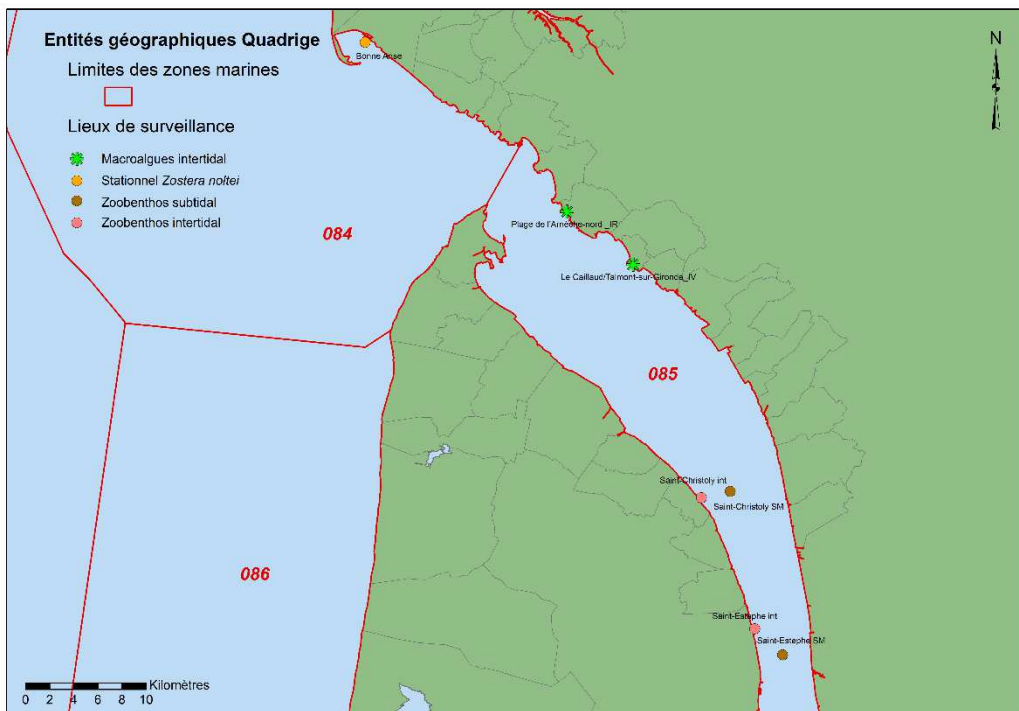 Entités géographiques Quadrige
Limites des zones marines
Lieux de surveillance
Macroalgues intertidal
Stationnel Zostera noltei
Zoobenthos subtidal
Zoobenthos intertidal
Bonne Anse
N
Plage de l'Arnèche-nord _IR
084
Le Caillaud/Talmont-sur-Gironde_IV
085
Saint-Christoly int
Saint-Christoly SM
086
Saint-Estephe int
Saint-Estephe SM
Kilomètres
0 2 4 6 8 10